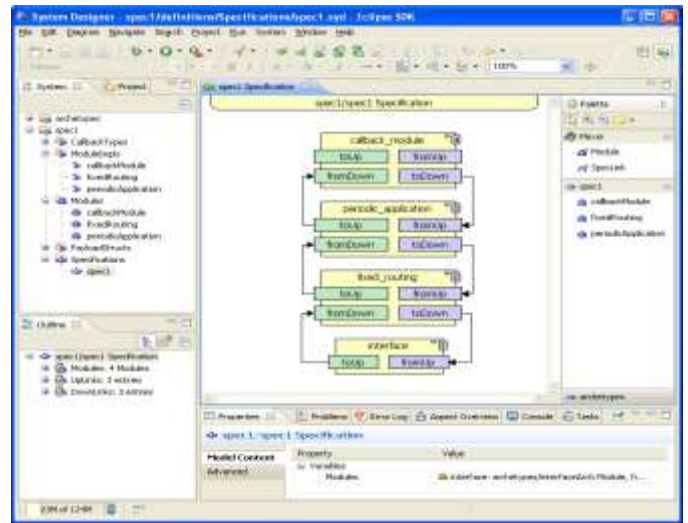 System Designer - spec1/definitions/Specifications/spec1.sysl - Eclipse SDK
File Edit Diagram Navigate Search Project Run System Window Help
100%
System
Project
archetypes
spec1
CallbackTypes
ModuleImpls
callbackModule
fixedRouting
periodicApplication
Modules
callbackModule
fixedRouting
periodicApplication
PayloadStructs
Specifications
spec1
Outline
spec1/spec1 Specification
Modules: 4 Modules
UpLinks: 3 entries
DownLinks: 3 entries
spec1 Specification
spec1/spec1 Specification
callback_module
toUp fromUp
fromDown toDown
periodic_application
toUp fromUp
fromDown toDown
fixed_routing
toUp fromUp
fromDown toDown
interface
toUp fromUp
Palette
Module
SpecLink
spec1
callbackModule
fixedRouting
periodicApplication
archetypes
Properties Problems Error Log Aspect Overview Console Tasks
spec1/spec1 Specification
Model Content
Advanced
Property Value
Variables
Modules